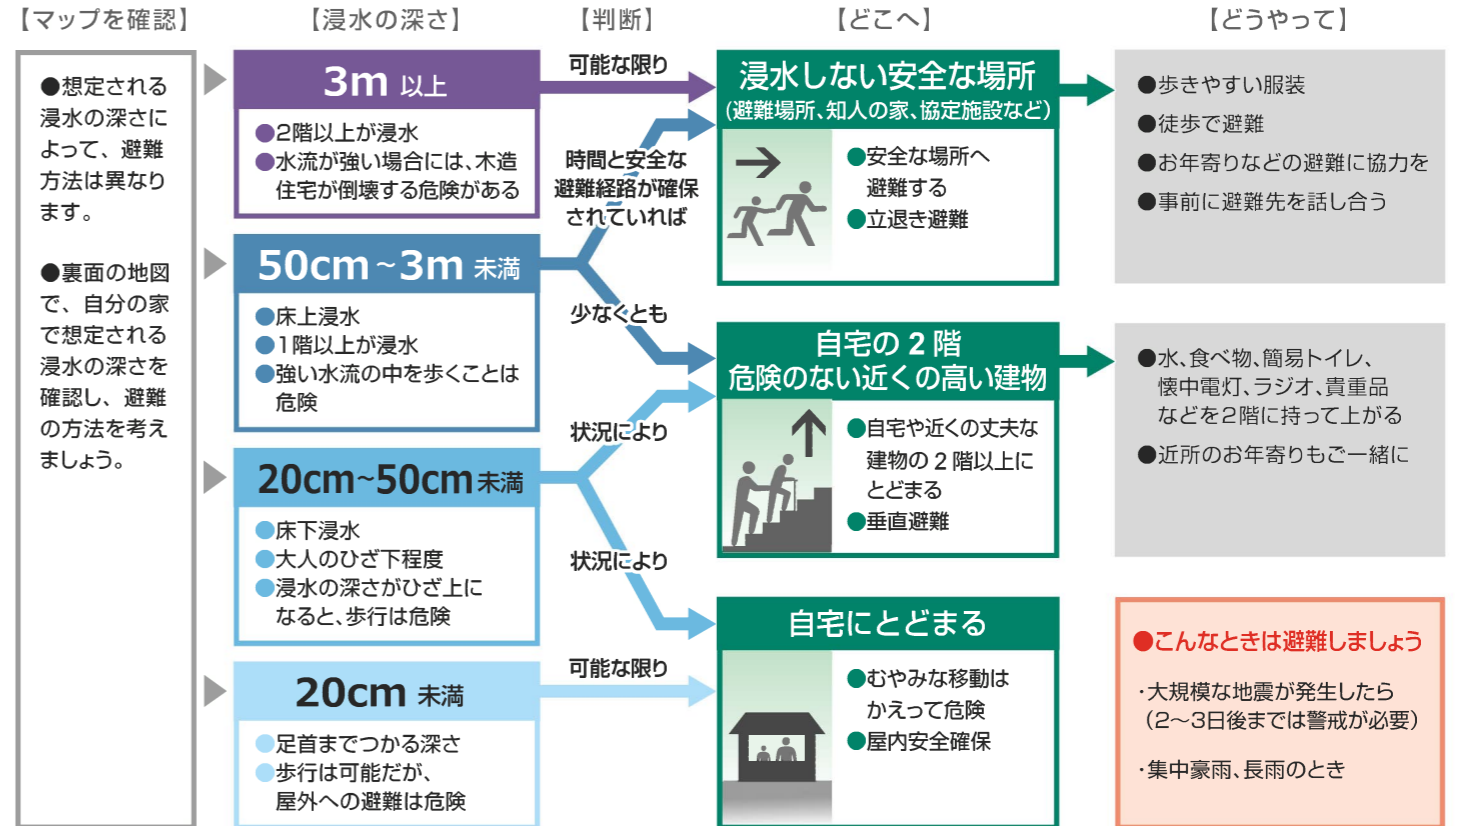 【マップを確認】
【浸水の深さ】
【判断】
【どこへ】
【どうやって】
●想定される
浸水の深さに
よって、避難
方法は異なり
ます。
●裏面の地図
で、自分の家
で想定される
浸水の深さを
確認し、避難
の方法を考え
ましょう。
3m 以上
●2階以上が浸水
●水流が強い場合には、木造
住宅が倒壊する危険がある
50cm~3m 未満
●床上浸水
●1階以上が浸水
●強い水流の中を歩くことは
危険
20cm~50cm未満
●床下浸水
●大人のひざ下程度
●浸水の深さがひざ上に
なると、歩行は危険
20cm 未満
●足首までつかる深さ
●歩行は可能だが、
屋外への避難は危険
可能な限り
時間と安全な
避難経路が確保
されていれば
少なくとも
状況により
状況により
可能な限り
浸水しない安全な場所
(避難場所、知人の家、協定施設など)
●安全な場所へ
避難する
●立退き避難
自宅の2階
危険のない近くの高い建物
●自宅や近くの丈夫な
建物の2階以上に
とどまる
●垂直避難
自宅にとどまる
●むやみな移動は
かえって危険
●屋内安全確保
●歩きやすい服装
●徒歩で避難
●お年寄りなどの避難に協力を
●事前に避難先を話し合う
●水、食べ物、簡易トイレ、
懐中電灯、ラジオ、貴重品
などを2階に持って上がる
●近所のお年寄りもご一緒に
●こんなときは避難しましょう
・大規模な地震が発生したら
(2～3日後までは警戒が必要)
・集中豪雨、長雨のとき